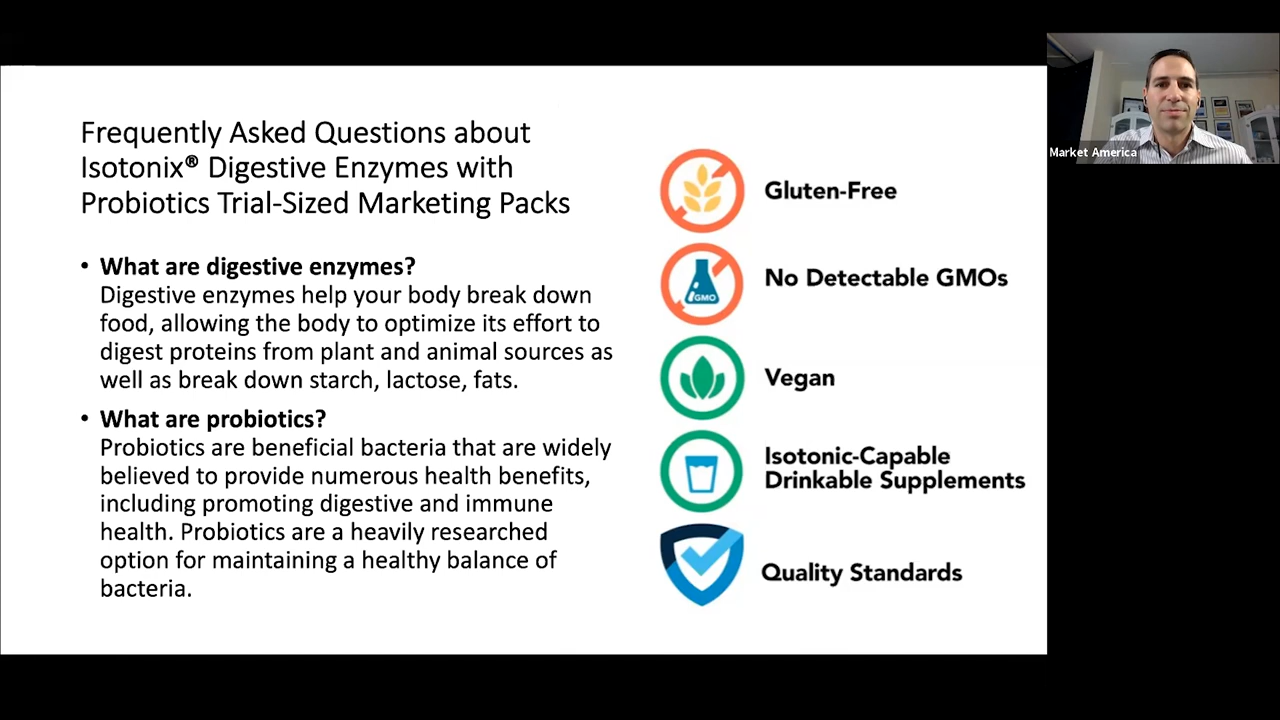 Frequently Asked Questions about
Isotonix® Digestive Enzymes with
Probiotics Trial-Sized Marketing Packs
• What are digestive enzymes?
Digestive enzymes help your body break down
food, allowing the body to optimize its effort to
digest proteins from plant and animal sources as
well as break down starch, lactose, fats.
• What are probiotics?
Probiotics are beneficial bacteria that are widely
believed to provide numerous health benefits,
including promoting digestive and immune
health. Probiotics are a heavily researched
option for maintaining a healthy balance of
bacteria.
Gluten-Free
GMO
No Detectable GMOs
Vegan
Isotonic-Capable
Drinkable Supplements
Quality Standards
Market America